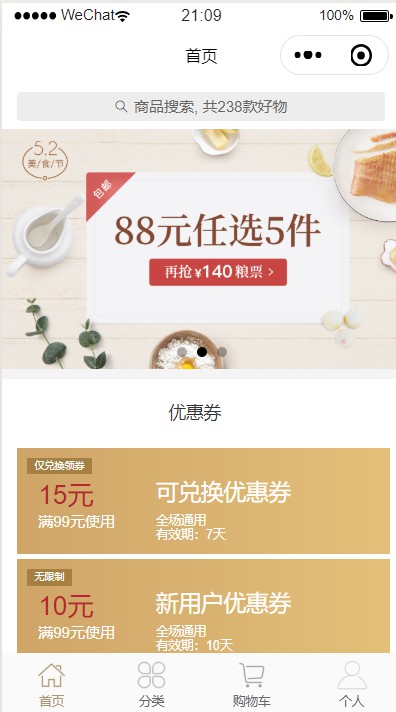 WeChat 21:09 100%
首页
商品搜索, 共238款好物
5.2
美/食/节
包邮
88元任选5件
再抢¥140粮票 >
优惠券
仅兑换领券
15元
满99元使用
可兑换优惠券
全场通用
有效期：7天
无限制
10元
满99元使用
新用户优惠券
全场通用
有效期：10天
首页 分类 购物车 个人